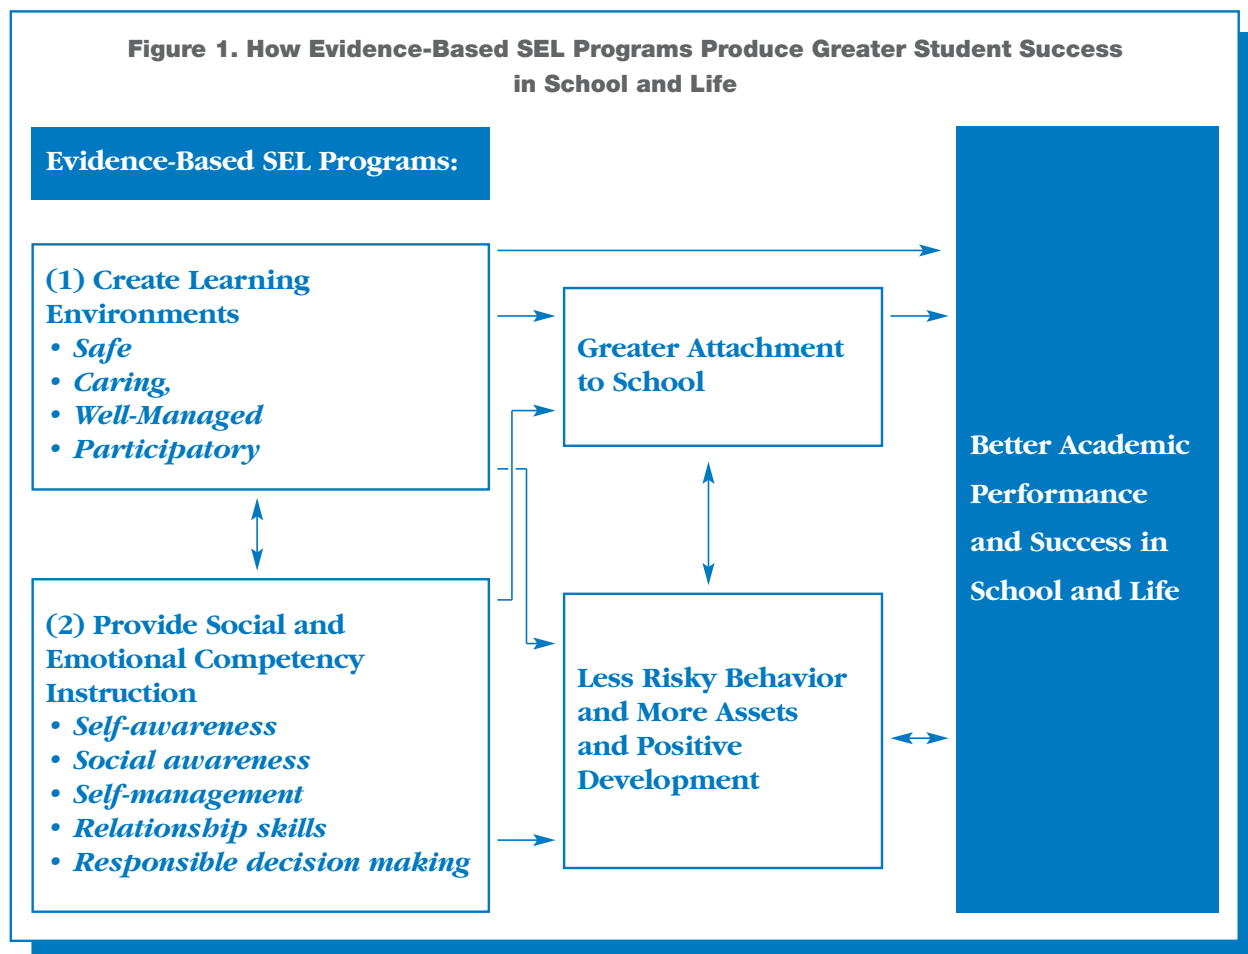 Figure 1. How Evidence-Based SEL Programs Produce Greater Student Success
in School and Life
Evidence-Based SEL Programs:
(1) Create Learning
Environments
• Safe
• Caring,
• Well-Managed
• Participatory
(2) Provide Social and
Emotional Competency
Instruction
• Self-awareness
• Social awareness
• Self-management
• Relationship skills
• Responsible decision making
Greater Attachment
to School
Less Risky Behavior
and More Assets
and Positive
Development
Better Academic
Performance
and Success in
School and Life